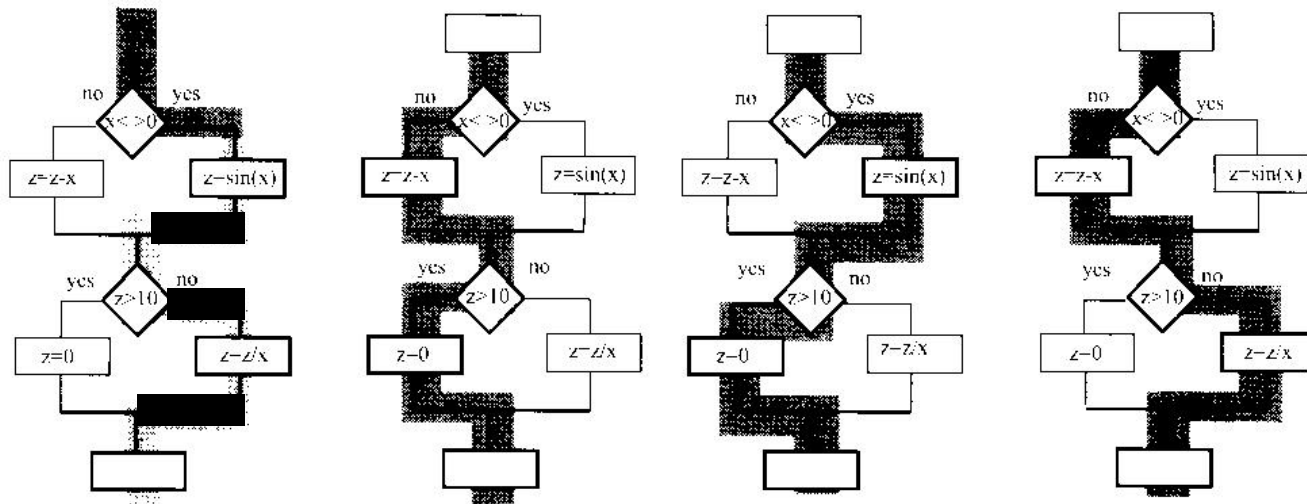 no yes
x< >0
z=z-x z=sin(x)
yes no
z>10
z=0 z=z/x
no yes
x< >0
z=z-x z=sin(x)
yes no
z>10
z=0 z=z/x
no yes
x< >0
z=z-x z=sin(x)
yes no
z>10
z=0 z=z/x
no yes
x< >0
z=z-x z=sin(x)
yes no
z>10
z=0 z=z/x